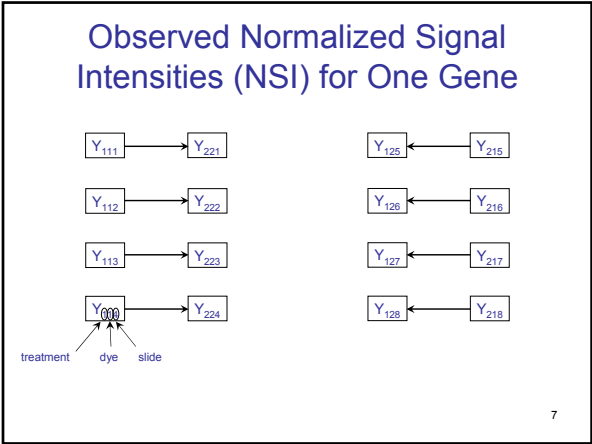 Observed Normalized Signal
Intensities (NSI) for One Gene
Y111 Y221 Y125 Y215
Y112 Y222 Y126 Y216
Y113 Y223 Y127 Y217
Y114 Y224 Y128 Y218
treatment dye slide
7